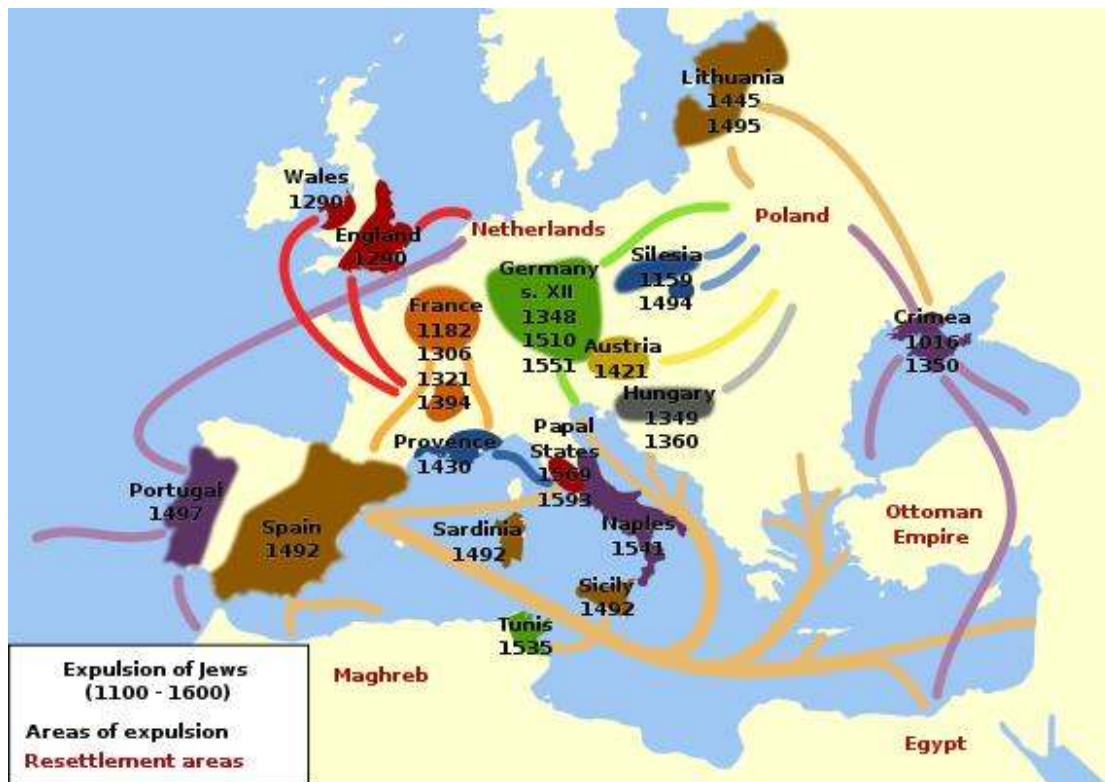 Lithuania
1445
1495
Wales
1290
England
1290
Netherlands
Poland
Germany
s. XII
1348
1510
1551
Silesia
1159
1494
France
1182
1306
1321
1394
Austria
1421
Crimea
1016
1350
Hungary
1349
1360
Provence
1430
Papal
States
1569
1593
Portugal
1497
Spain
1492
Sardinia
1492
Naples
1541
Ottoman
Empire
Sicily
1492
Tunis
1535
Maghreb
Egypt
Expulsion of Jews
(1100 - 1600)
Areas of expulsion
Resettlement areas